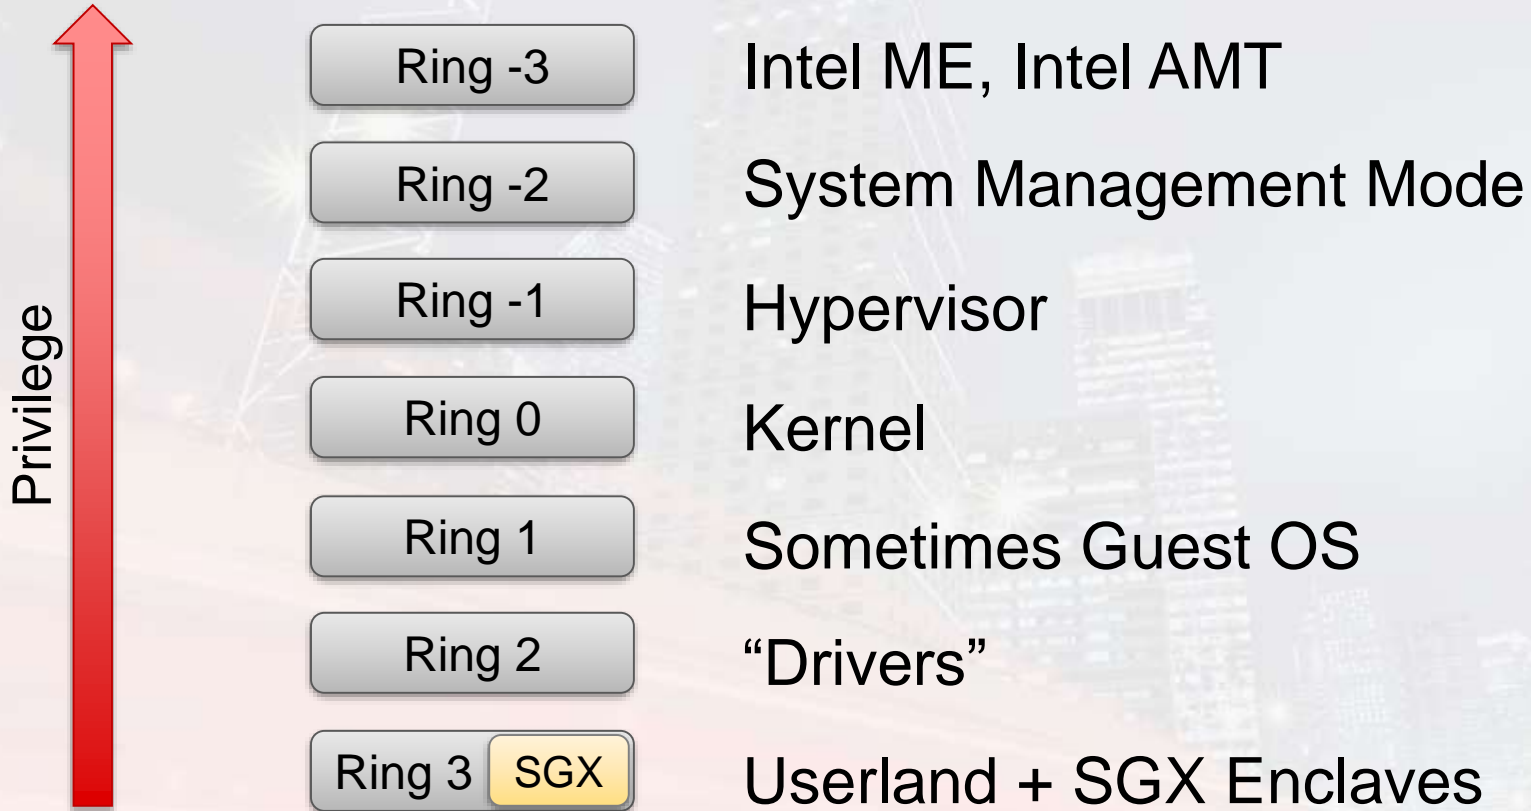 Privilege
Ring -3 Intel ME, Intel AMT
Ring -2 System Management Mode
Ring -1 Hypervisor
Ring 0 Kernel
Ring 1 Sometimes Guest OS
Ring 2 “Drivers”
Ring 3 SGX Userland + SGX Enclaves